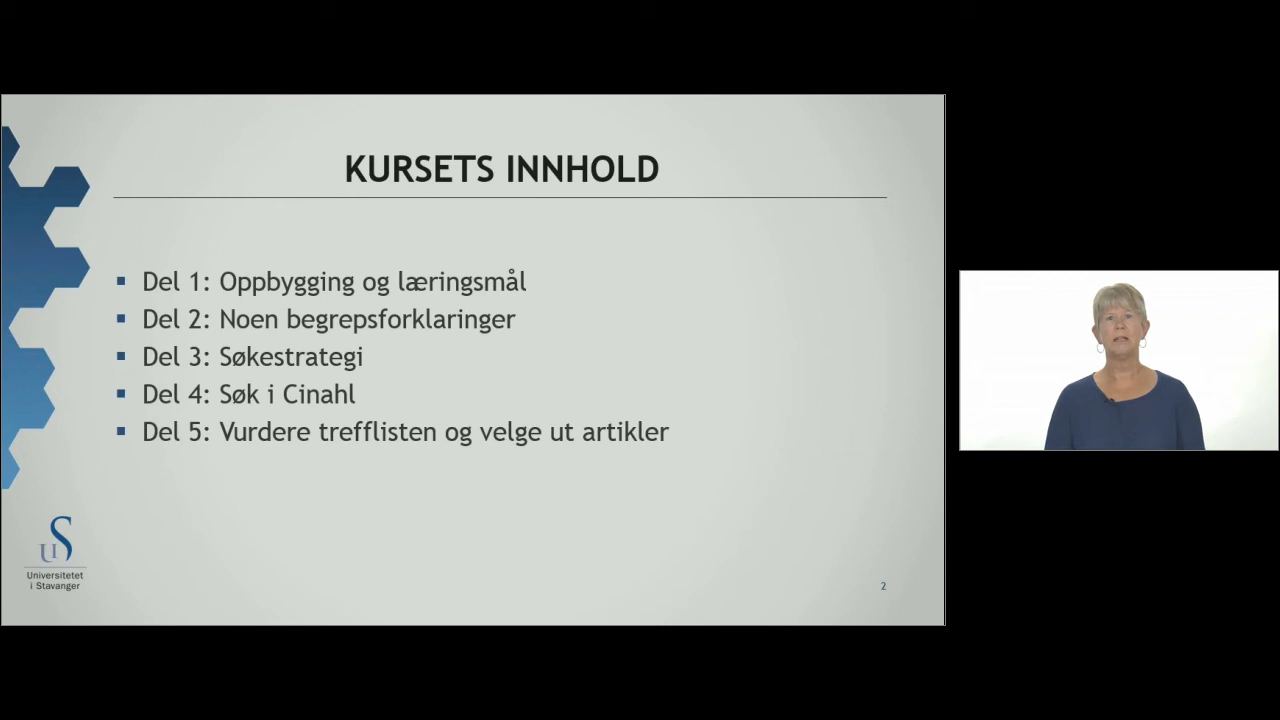 KURSETS INNHOLD
▪ Del 1: Oppbygging og læringsmål
▪ Del 2: Noen begrepsforklaringer
▪ Del 3: Søkestrategi
▪ Del 4: Søk i Cinahl
▪ Del 5: Vurdere trefflisten og velge ut artikler
uiS
Universitetet
i Stavanger
2